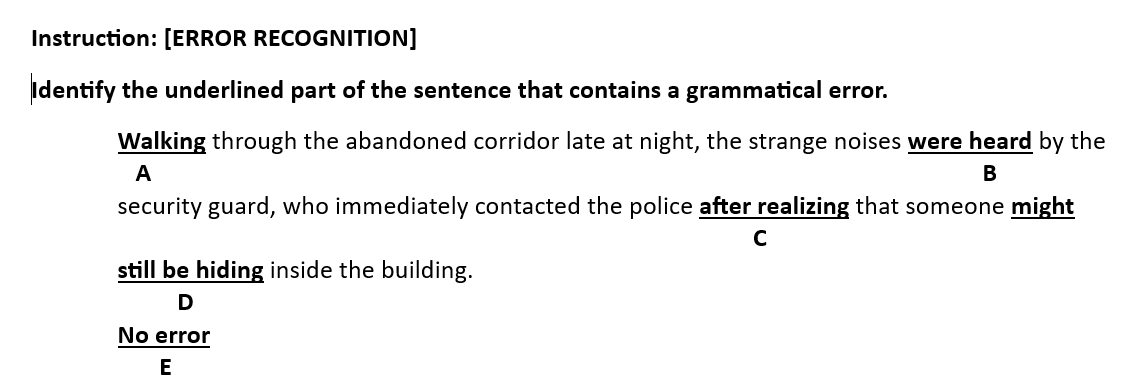 Instruction: [ERROR RECOGNITION]
Identify the underlined part of the sentence that contains a grammatical error.
Walking through the abandoned corridor late at night, the strange noises were heard by the
A B
security guard, who immediately contacted the police after realizing that someone might
C
still be hiding inside the building.
D
No error
E